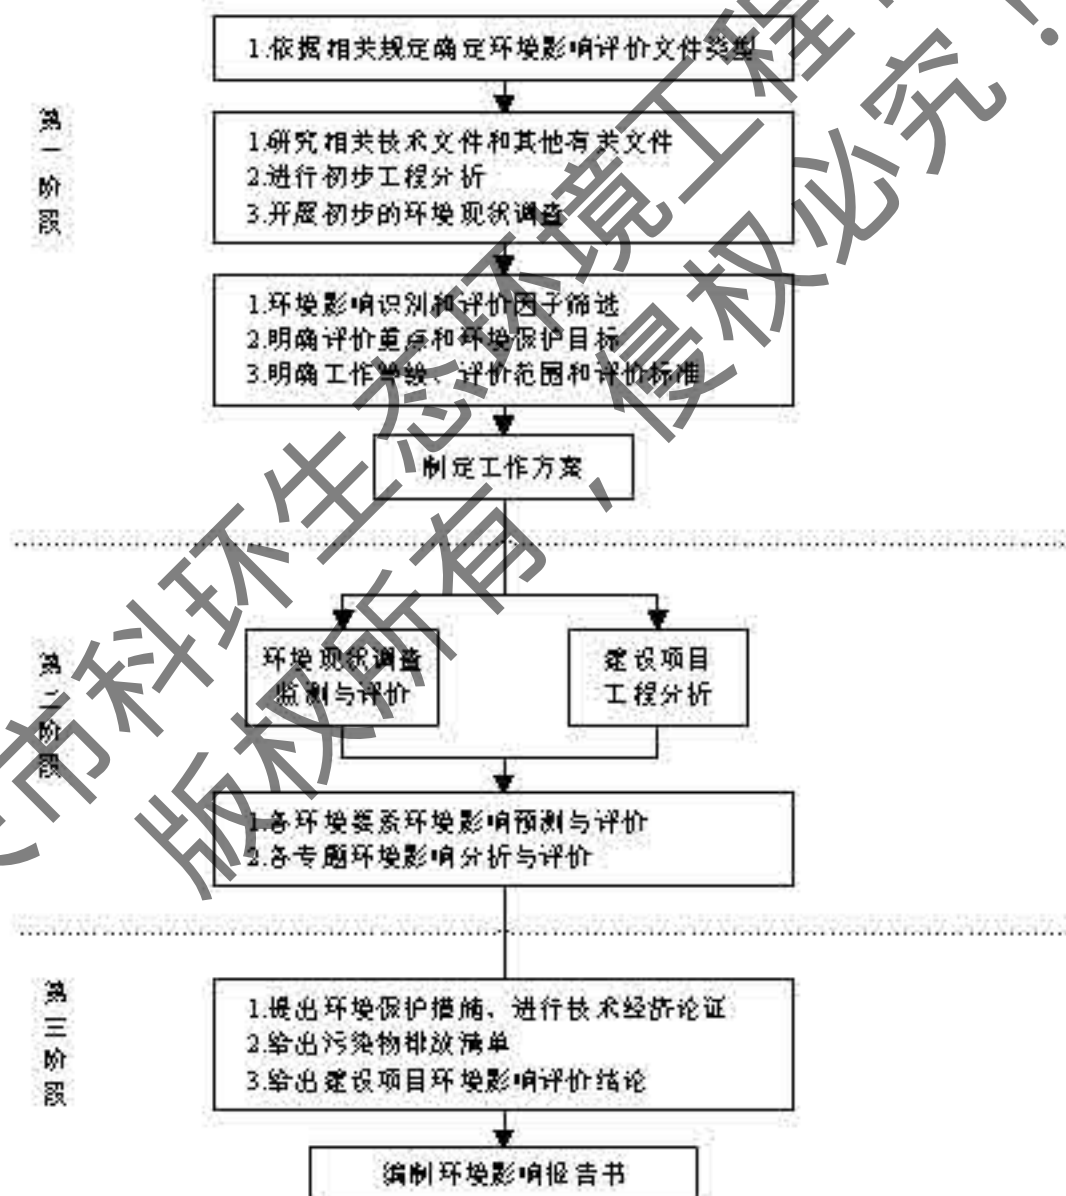 1.依据相关规定确定环境影响评价文件类型
第一阶段
1.研究相关技术文件和其他有关文件
2.进行初步工程分析
3.开展初步的环境现状调查
1.环境影响识别和评价因子筛选
2.明确评价重点和环境保护目标
3.明确工作等级、评价范围和评价标准
制定工作方案
第二阶段
环境现状调查
监测与评价
建设项目
工程分析
1.各环境要素环境影响预测与评价
2.各专题环境影响分析与评价
第三阶段
1.提出环境保护措施、进行技术经济论证
2.给出污染物排放清单
3.给出建设项目环境影响评价结论
编制环境影响报告书
市科环生态环境工程
版权所有，侵权必究！